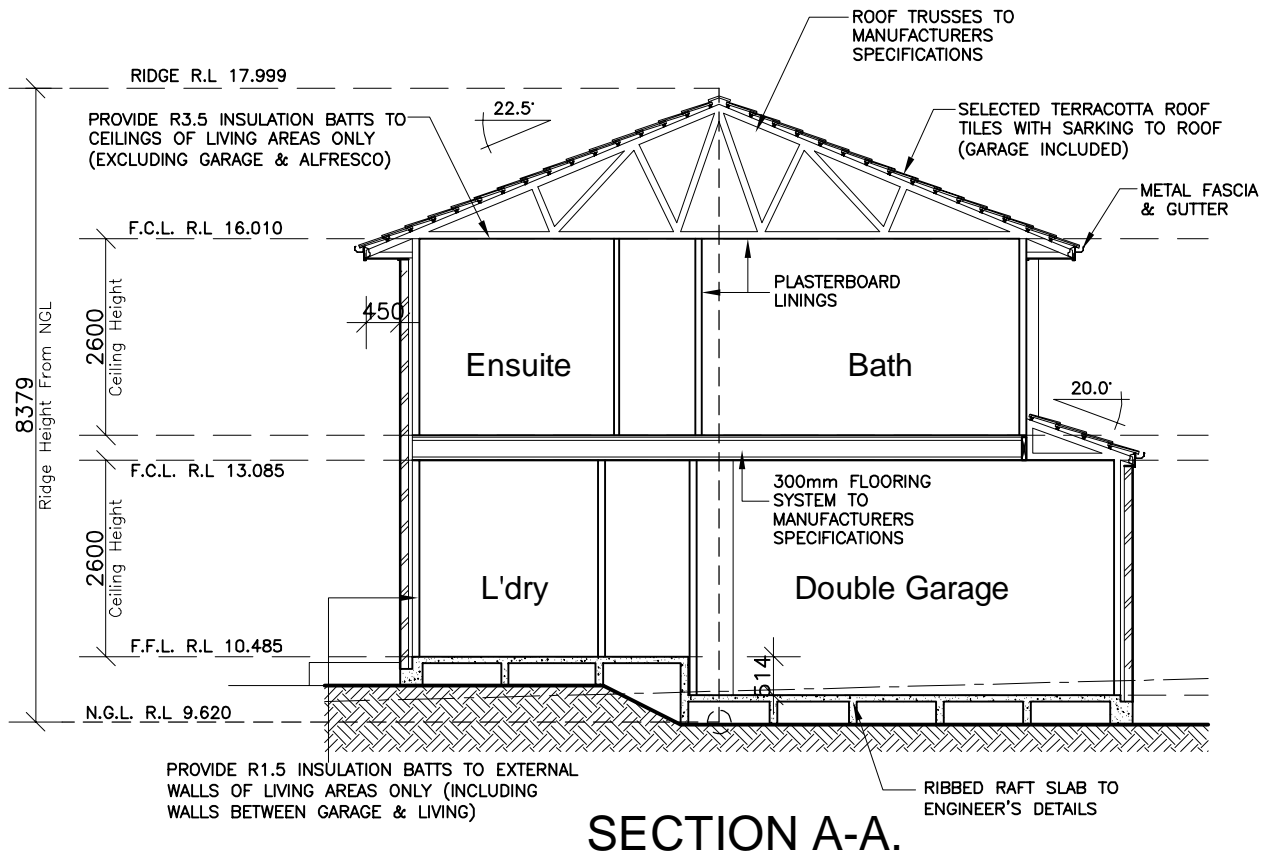 ROOF TRUSSES TO
MANUFACTURERS
SPECIFICATIONS
RIDGE R.L 17.999
PROVIDE R3.5 INSULATION BATTS TO
CEILINGS OF LIVING AREAS ONLY
(EXCLUDING GARAGE & ALFRESCO)
22.5°
SELECTED TERRACOTTA ROOF
TILES WITH SARKING TO ROOF
(GARAGE INCLUDED)
METAL FASCIA
& GUTTER
F.C.L. R.L 16.010
PLASTERBOARD
LININGS
450
2600
Ceiling Height
Ensuite
Bath
8379
Ridge Height From NGL
20.0°
F.C.L. R.L 13.085
300mm FLOORING
SYSTEM TO
MANUFACTURERS
SPECIFICATIONS
2600
Ceiling Height
L'dry
Double Garage
F.F.L. R.L 10.485
514
N.G.L. R.L 9.620
PROVIDE R1.5 INSULATION BATTS TO EXTERNAL
WALLS OF LIVING AREAS ONLY (INCLUDING
WALLS BETWEEN GARAGE & LIVING)
RIBBED RAFT SLAB TO
ENGINEER'S DETAILS
SECTION A-A.